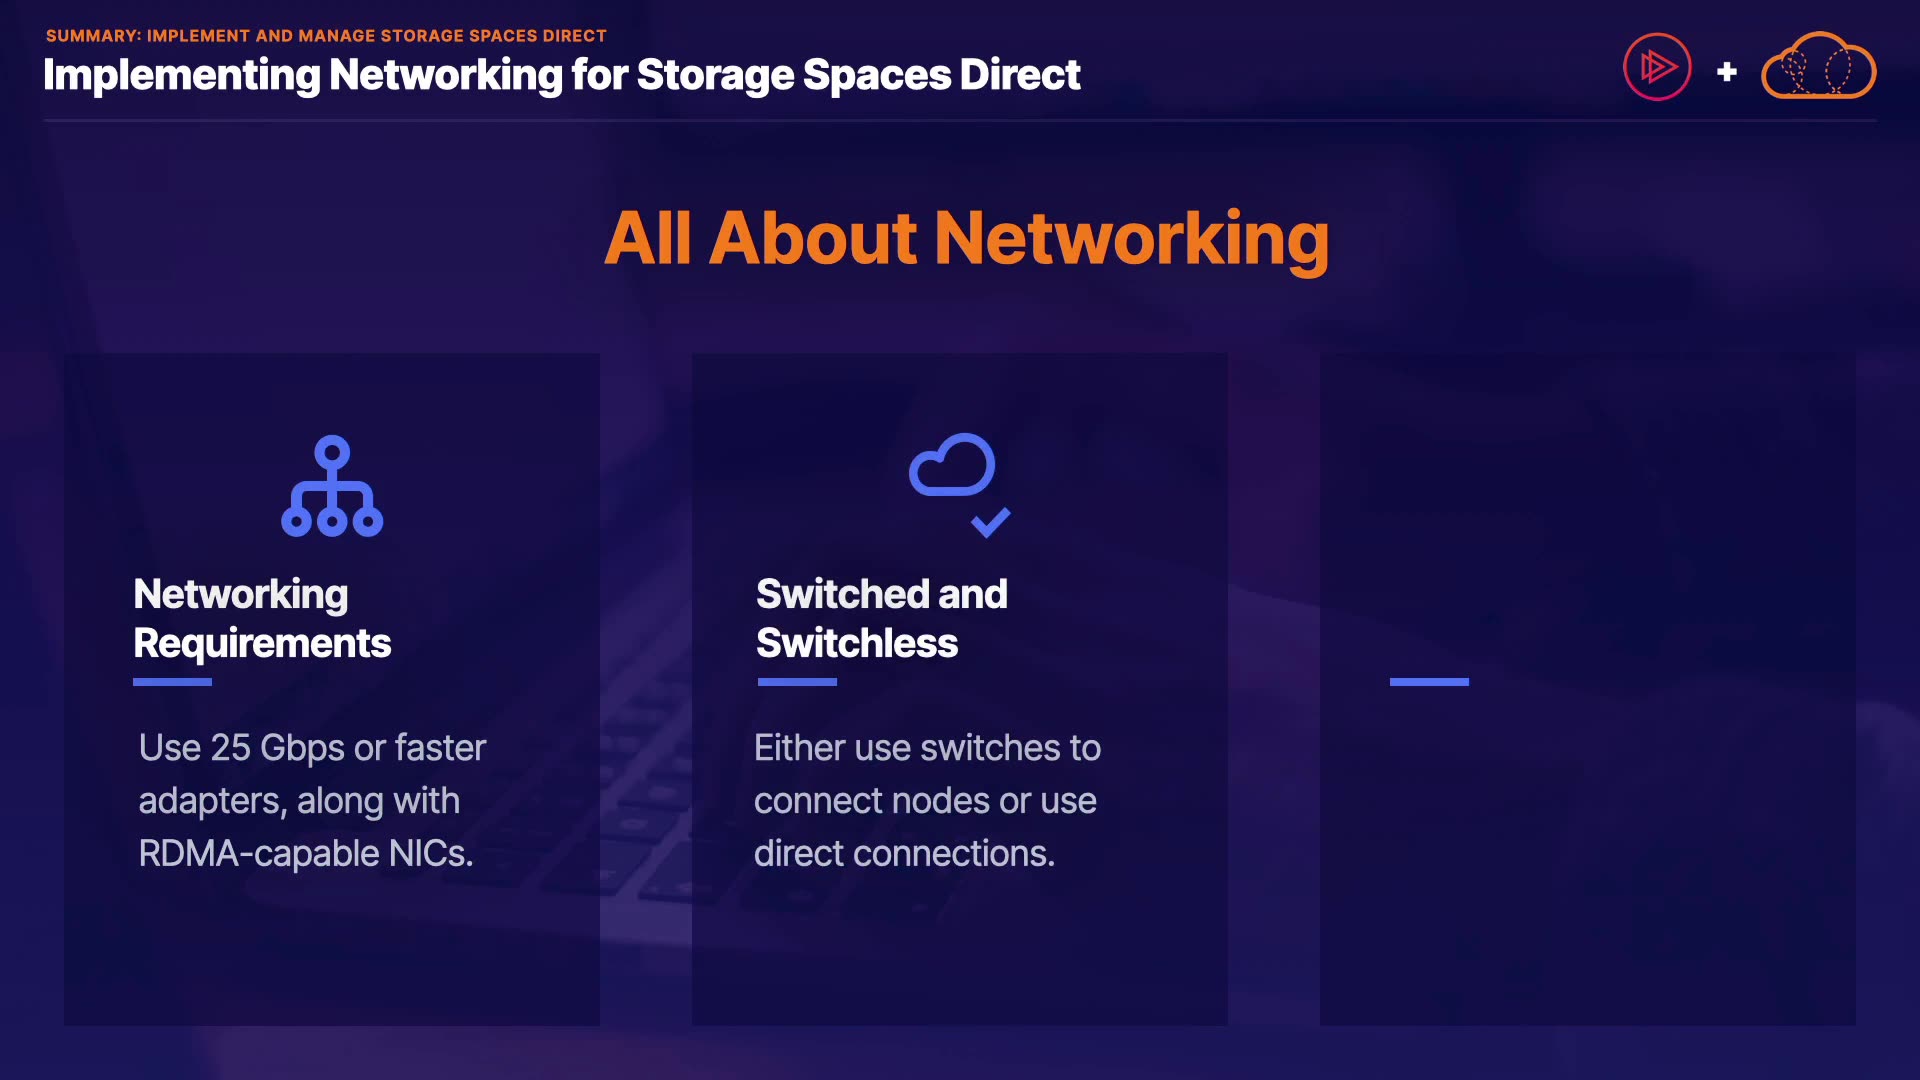 SUMMARY: IMPLEMENT AND MANAGE STORAGE SPACES DIRECT
Implementing Networking for Storage Spaces Direct
All About Networking
Networking
Requirements
Use 25 Gbps or faster
adapters, along with
RDMA-capable NICs.
Switched and
Switchless
Either use switches to
connect nodes or use
direct connections.